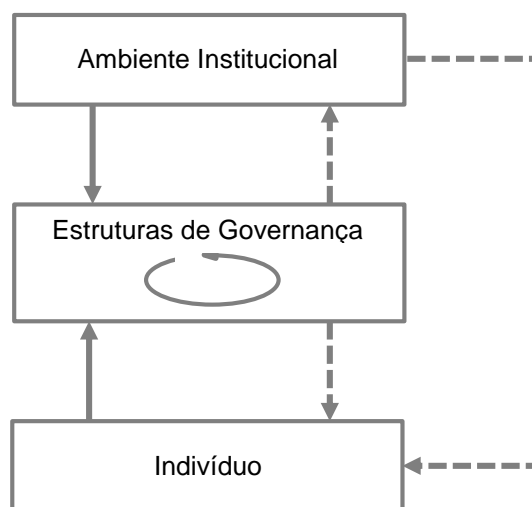 Ambiente Institucional
Estruturas de Governança
Indivíduo